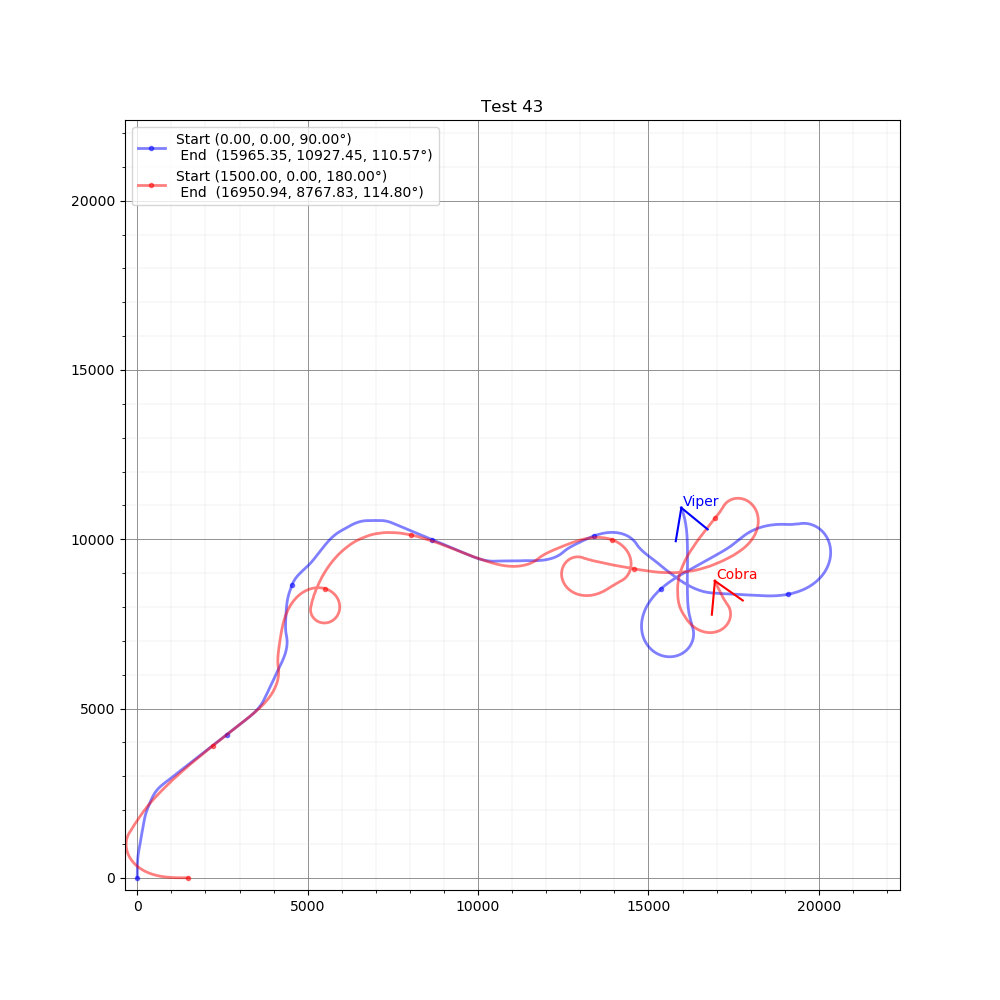 Test 43
Start (0.00, 0.00, 90.00°)
End  (15965.35, 10927.45, 110.57°)
Start (1500.00, 0.00, 180.00°)
End  (16950.94, 8767.83, 114.80°)
20000
15000
Viper
10000
Cobra
5000
0
0 5000 10000 15000 20000